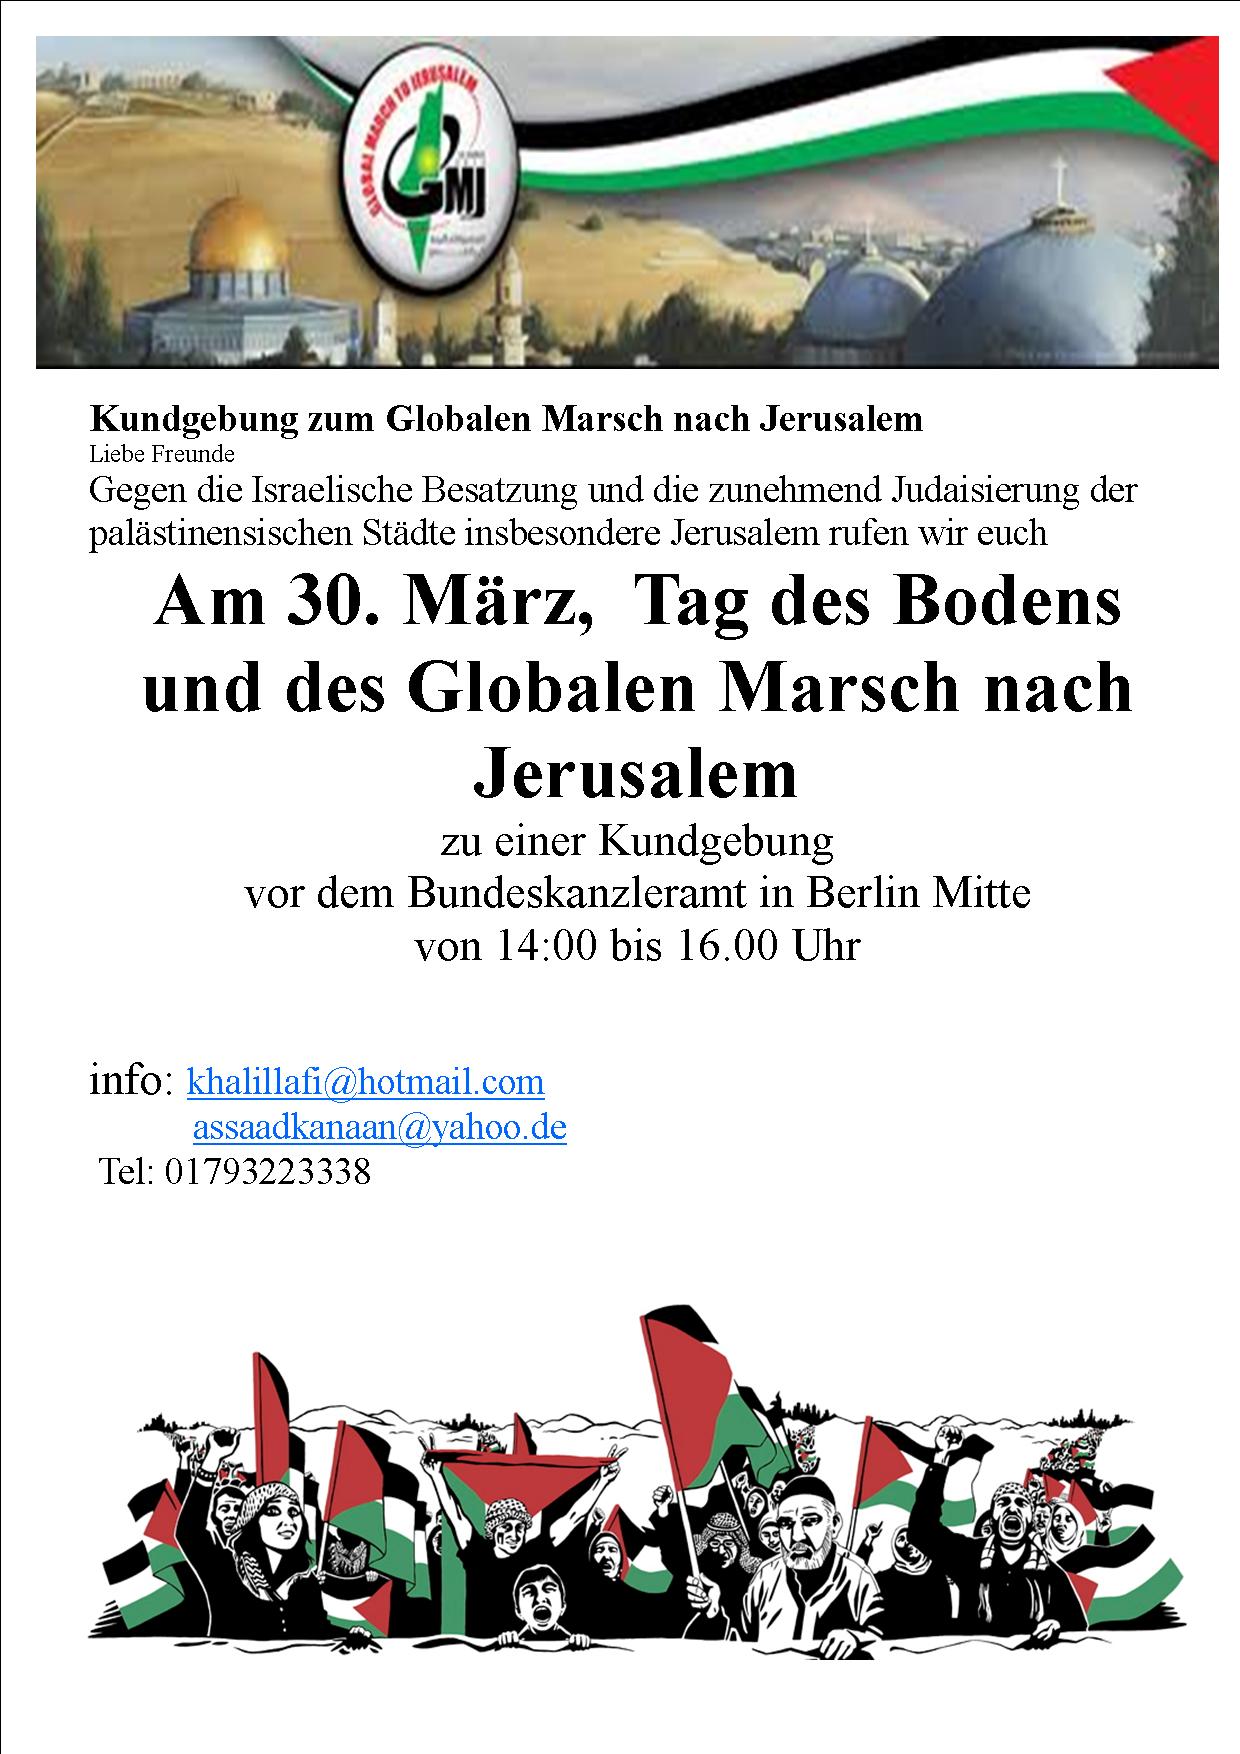 GLOBAL MARCH TO JERUSALEM
GMJ
Kundgebung zum Globalen Marsch nach Jerusalem
Liebe Freunde
Gegen die Israelische Besatzung und die zunehmend Judaisierung der
palästinensischen Städte insbesondere Jerusalem rufen wir euch
Am 30. März,  Tag des Bodens
und des Globalen Marsch nach
Jerusalem
zu einer Kundgebung
vor dem Bundeskanzleramt in Berlin Mitte
von 14:00 bis 16.00 Uhr
info: khalillafi@hotmail.com
assaadkanaan@yahoo.de
Tel: 01793223338